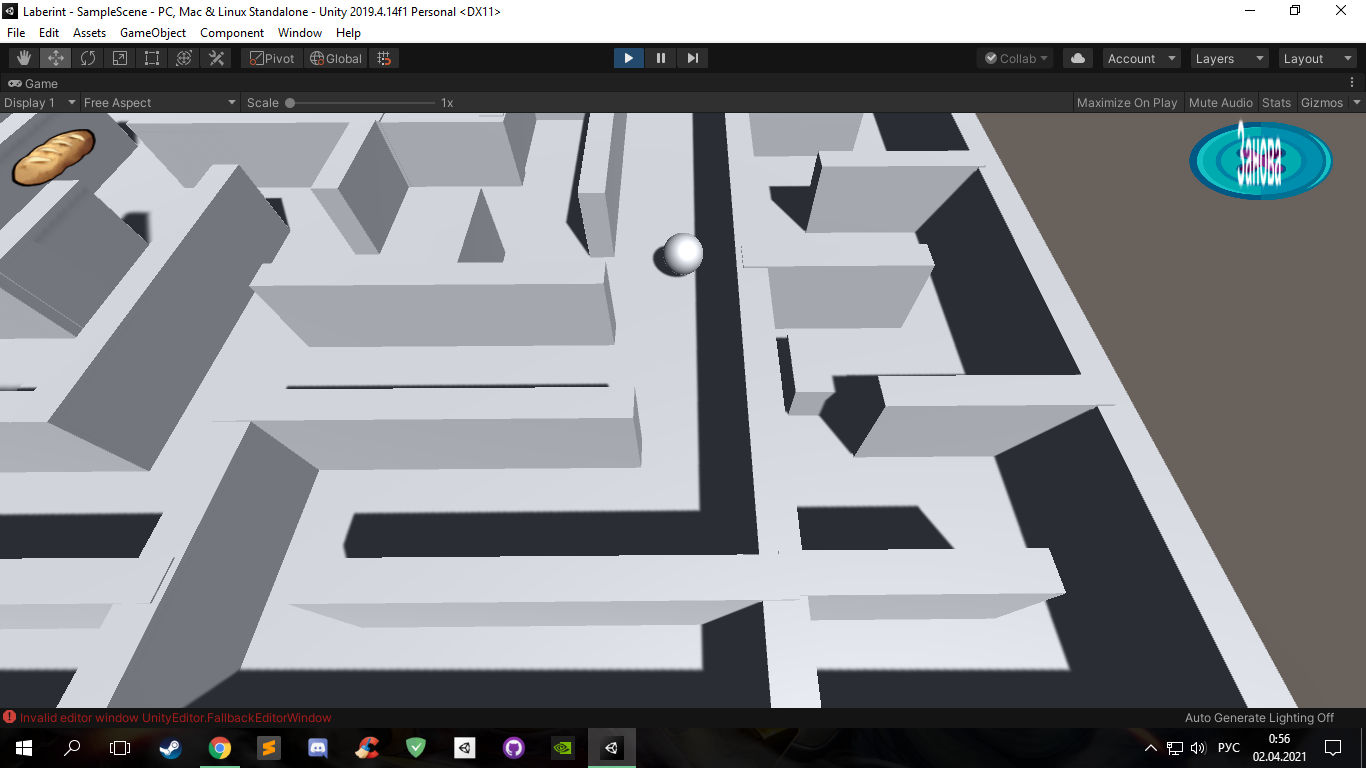 Laberint - SampleScene - PC, Mac & Linux Standalone - Unity 2019.4.14f1 Personal <DX11>
File Edit Assets GameObject Component Window Help
Pivot Global Collab Account Layers Layout
Game
Display 1 Free Aspect Scale 1x Maximize On Play Mute Audio Stats Gizmos
Занова
Invalid editor window UnityEditor.FallbackEditorWindow Auto Generate Lighting Off
РУС 0:56
02.04.2021